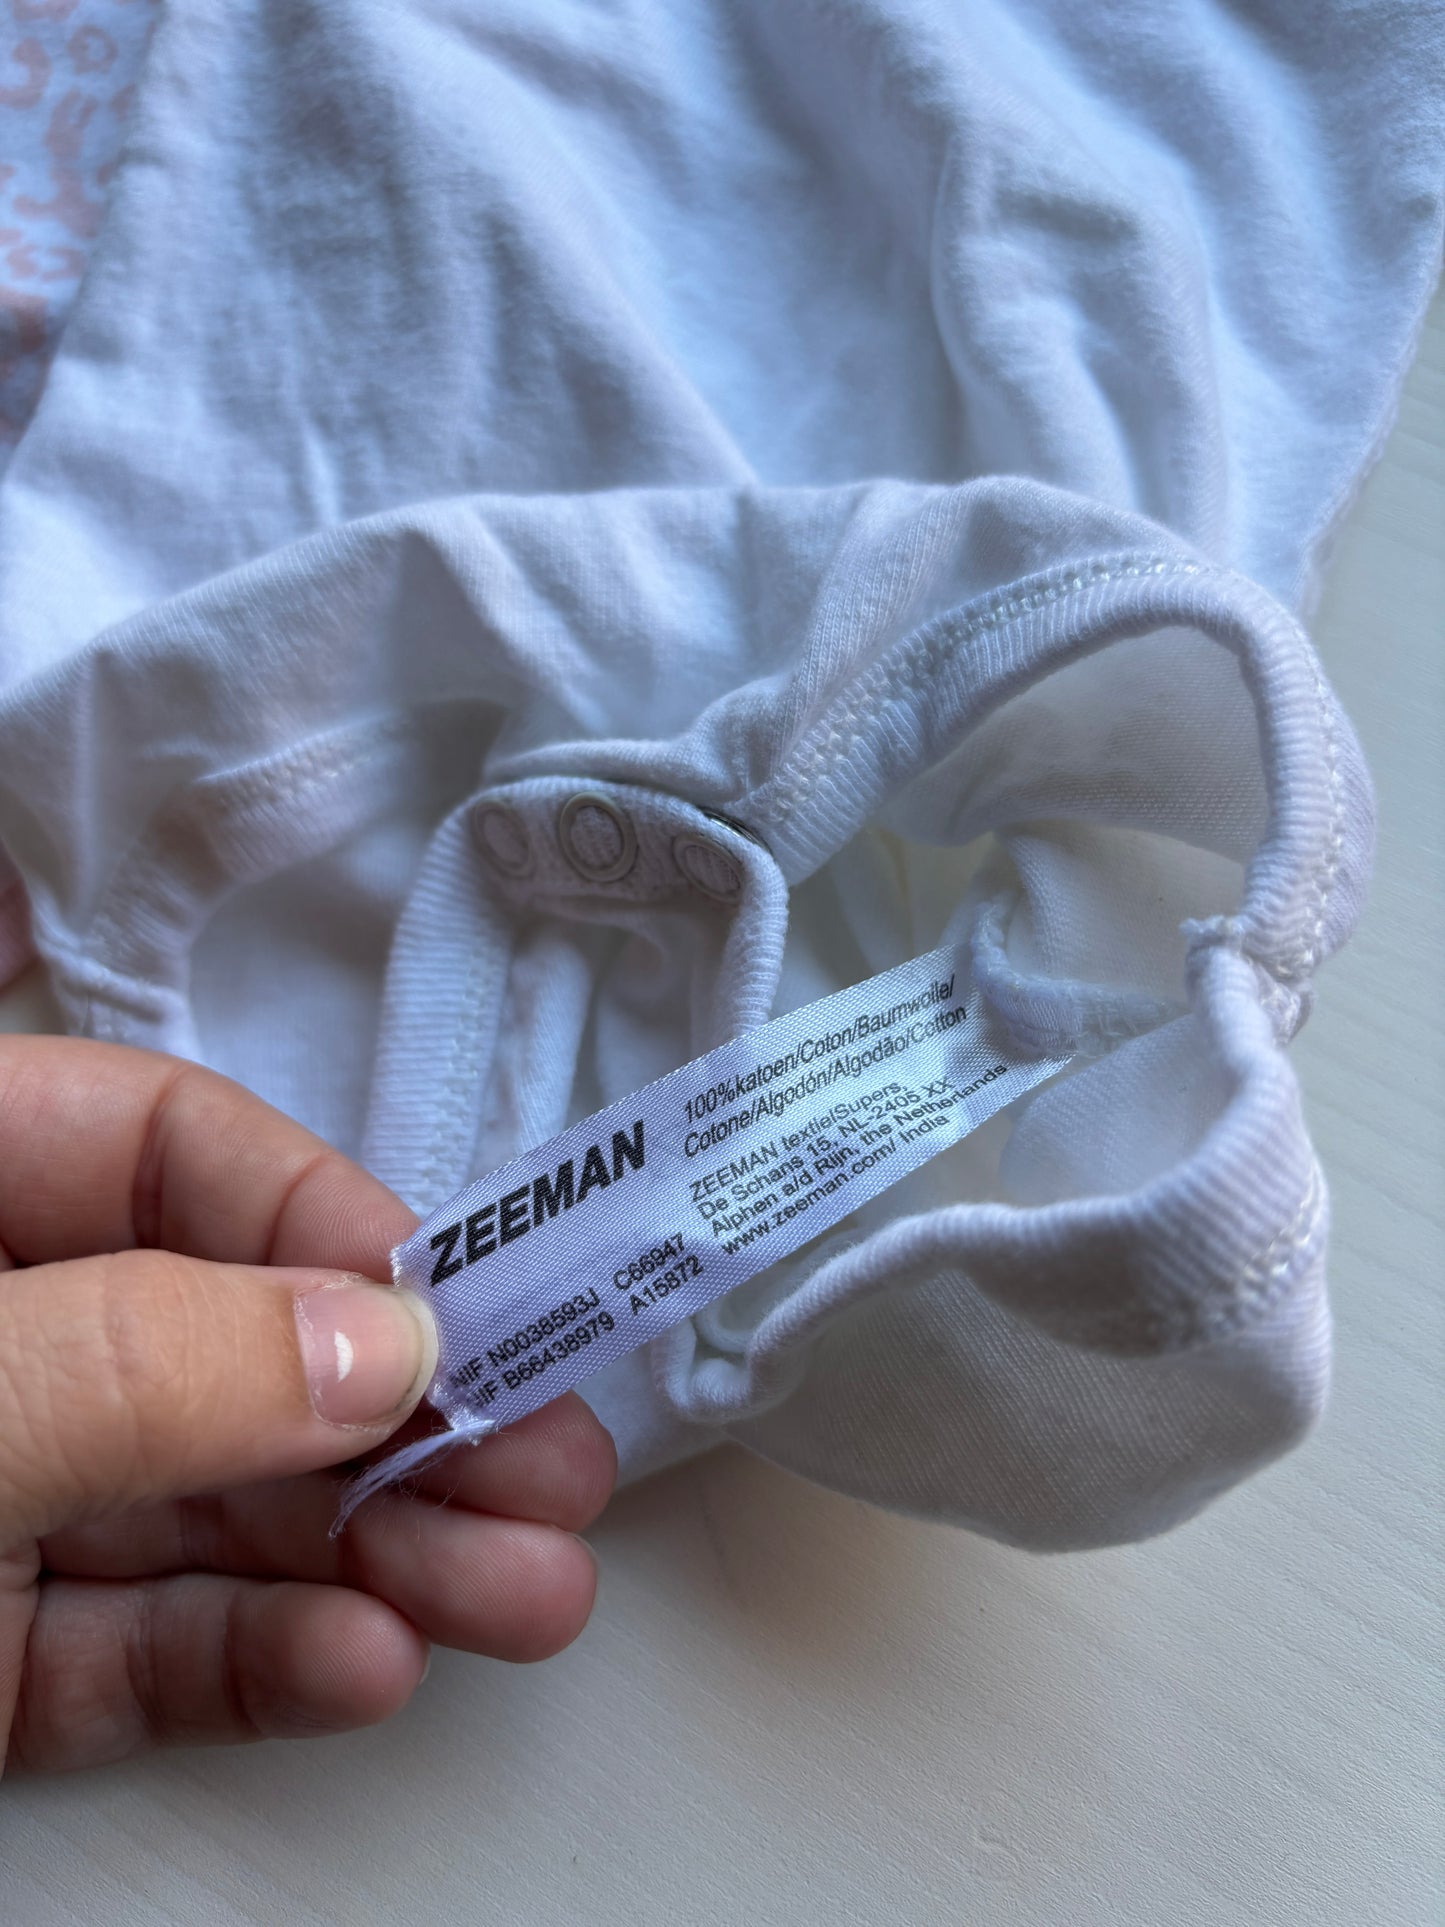 ZEEMAN
100%katoen/Coton/Baumwolle/
Cotone/Algodón/Algodão/Cotton
ZEEMAN textielSupers,
De Schans 15, NL-2405 XX
Alphen a/d Rijn, the Netherlands
www.zeeman.com/ India
NIF N0038593J C66947
NIF B66438979 A15872